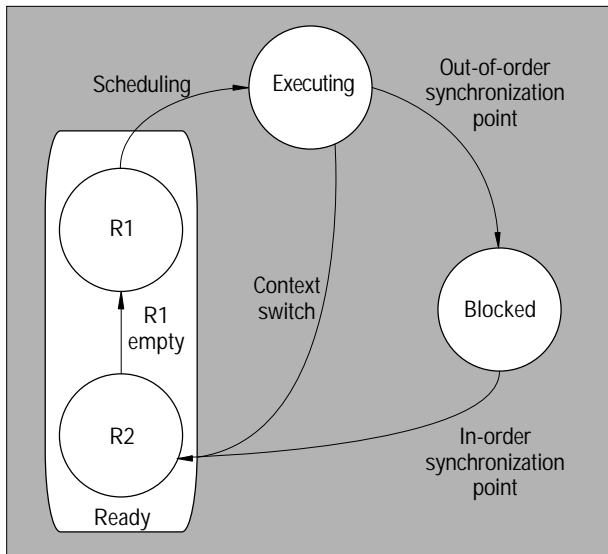 Scheduling
Executing
Out-of-order
synchronization
point
R1
Context
switch
Blocked
R1
empty
R2
In-order
synchronization
point
Ready